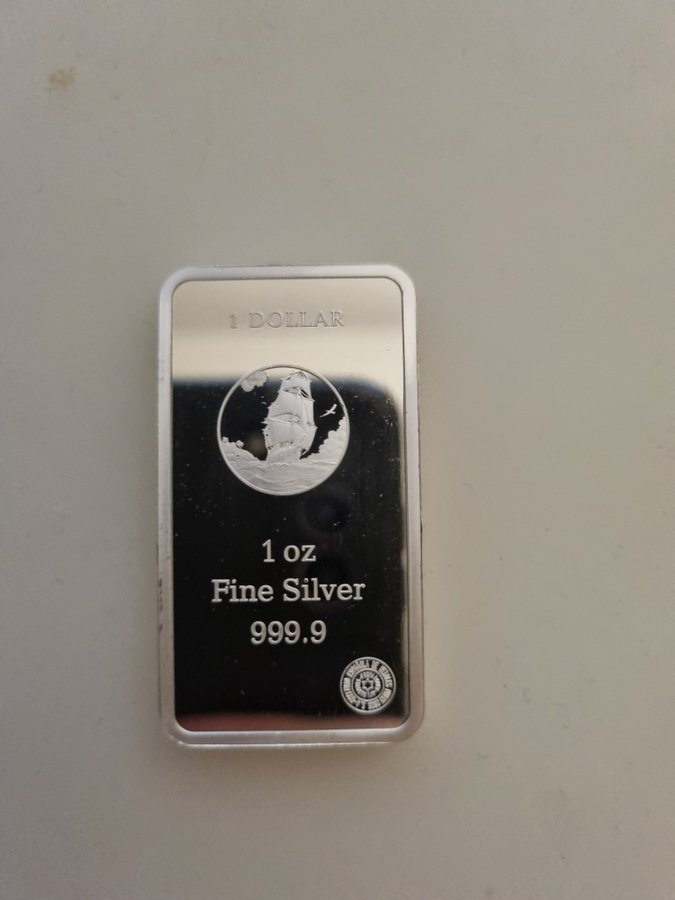 1 DOLLAR
1 oz
Fine Silver
999.9